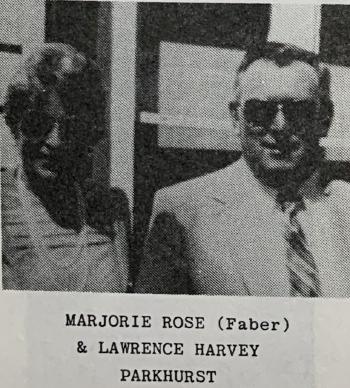 MARJORIE ROSE (Faber)
& LAWRENCE HARVEY
PARKHURST